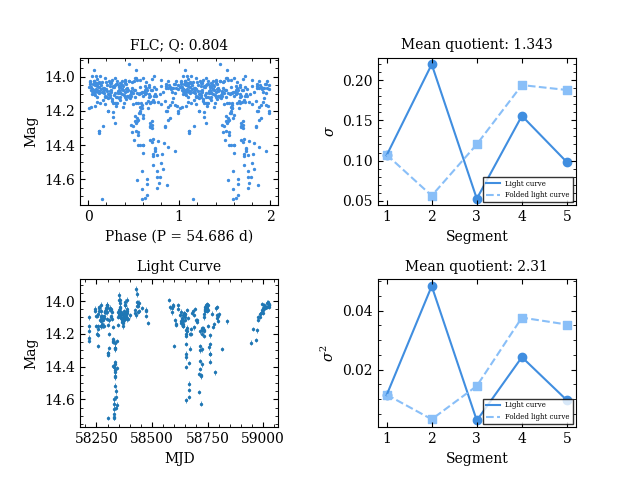 FLC; Q: 0.804
Mag
14.0
14.2
14.4
14.6
0
1
2
Phase (P = 54.686 d)
Mean quotient: 1.343
σ
0.20
0.15
0.10
0.05
Light curve
Folded light curve
1 2 3 4 5
Segment
Light Curve
Mag
14.0
14.2
14.4
14.6
58250 58500 58750 59000
MJD
Mean quotient: 2.31
σ²
0.04
0.02
Light curve
Folded light curve
1 2 3 4 5
Segment